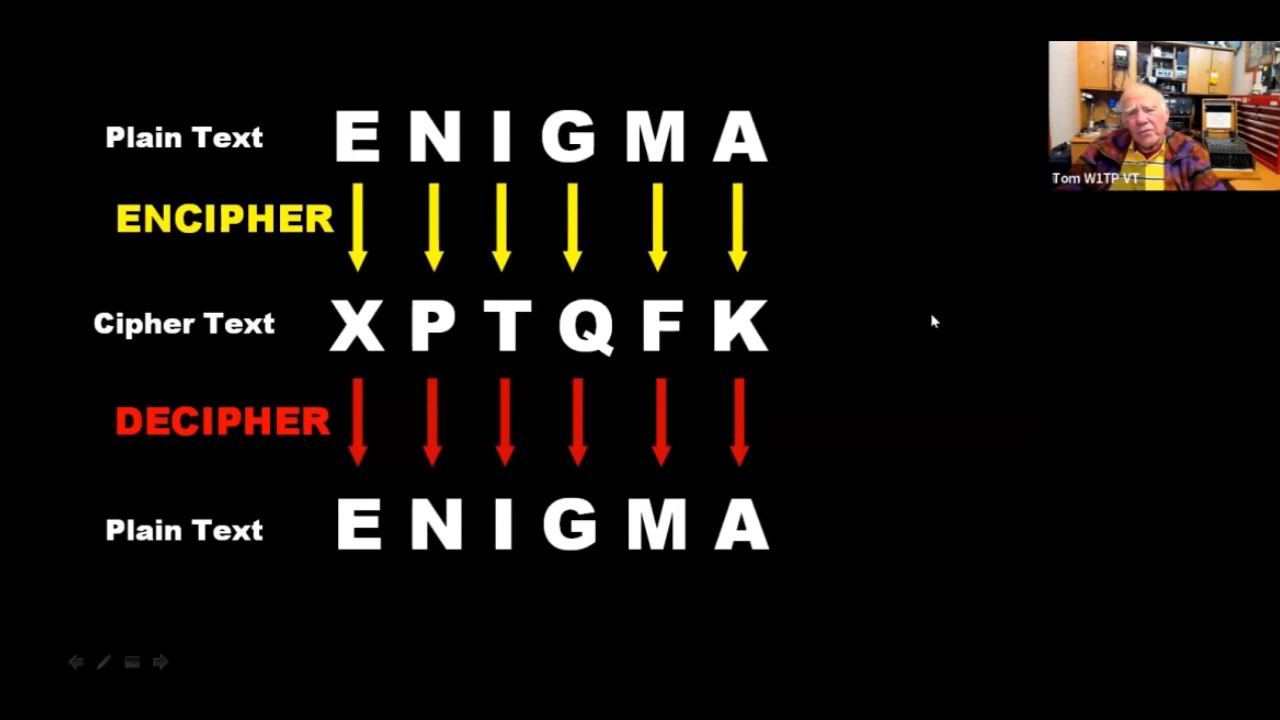 Plain Text
E N I G M A
ENCIPHER
Cipher Text
X P T Q F K
DECIPHER
Plain Text
E N I G M A
Tom W1TP VT